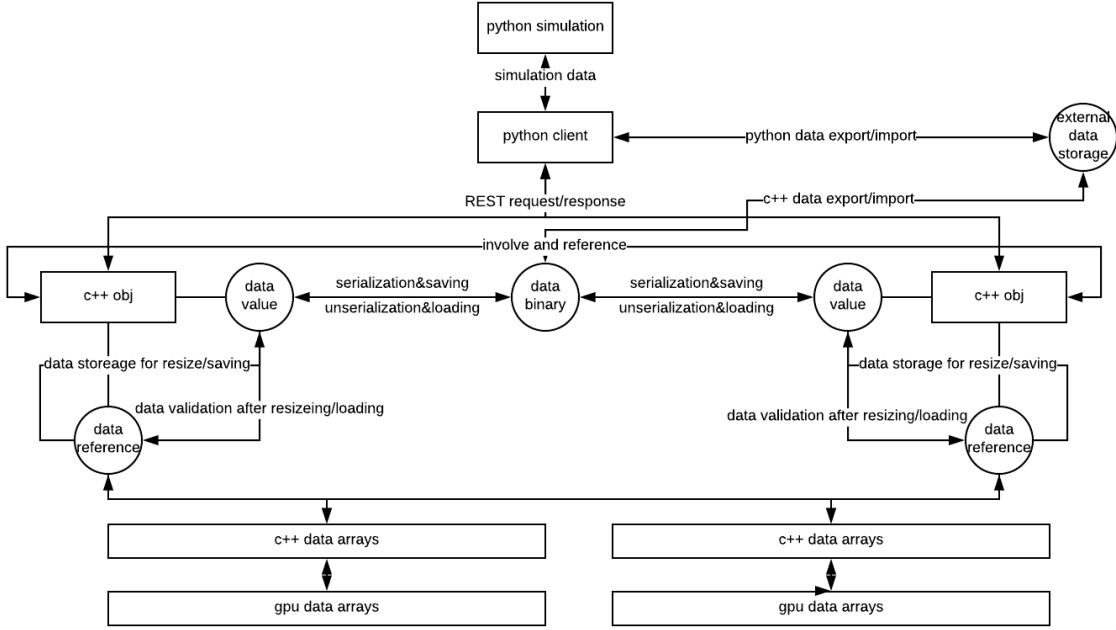 python simulation
simulation data
python client
python data export/import
external
data
storage
REST request/response
c++ data export/import
involve and reference
c++ obj
data
value
serialization&saving
unserialization&loading
data
binary
serialization&saving
unserialization&loading
data
value
c++ obj
data storeage for resize/saving
data storage for resize/saving
data validation after resizeing/loading
data validation after resizing/loading
data
reference
data
reference
c++ data arrays
c++ data arrays
gpu data arrays
gpu data arrays